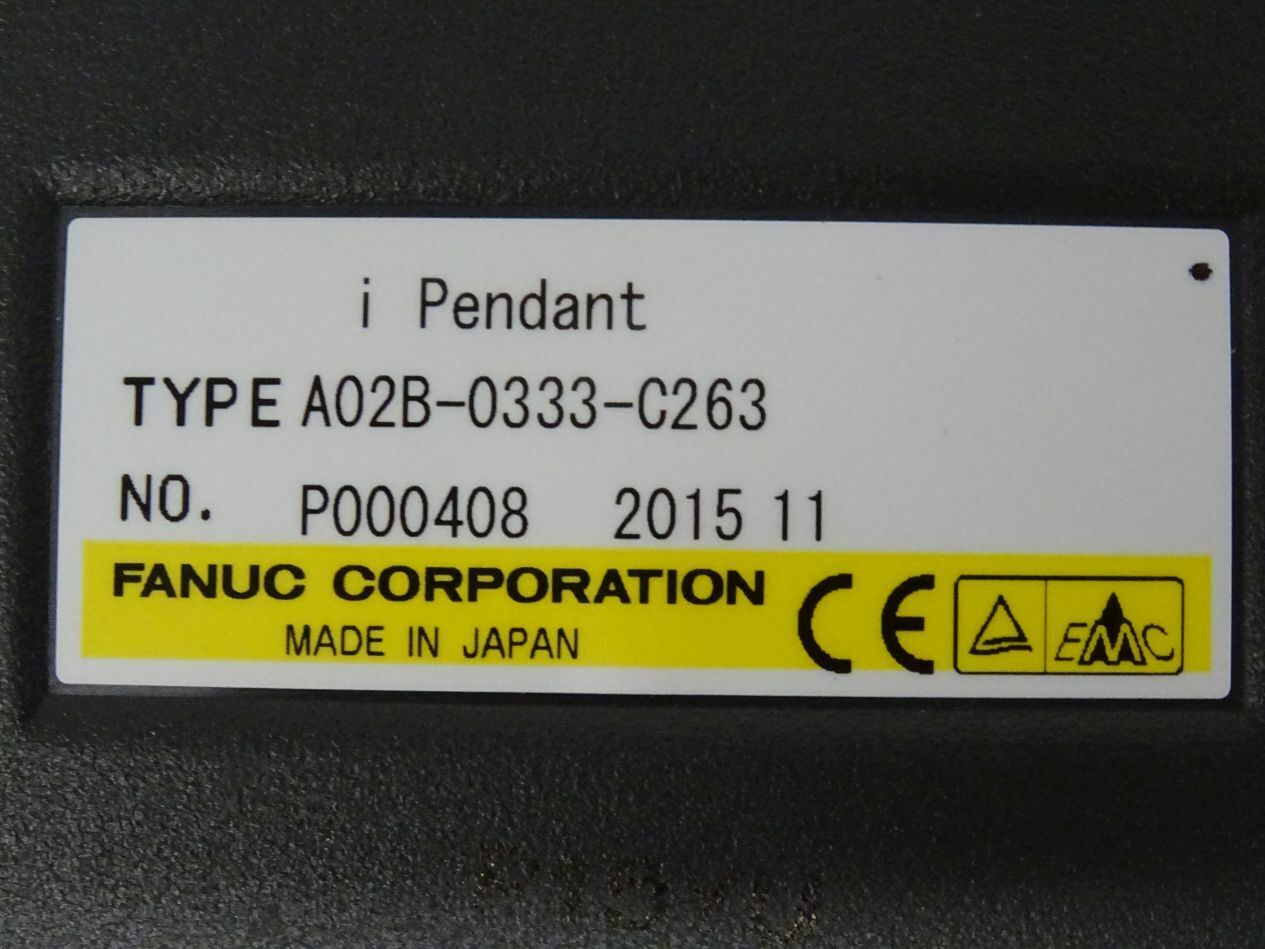 i Pendant
TYPE A02B-0333-C263
NO. P000408 2015 11
FANUC CORPORATION
MADE IN JAPAN
CE
EMC